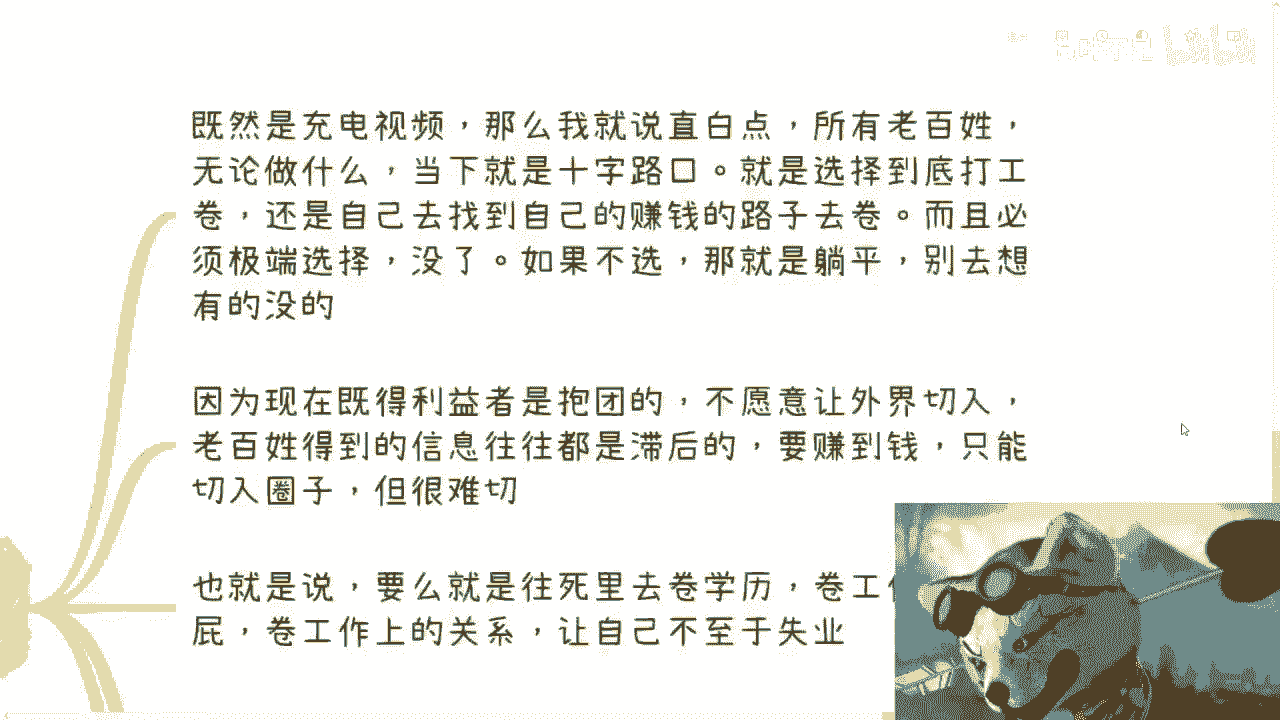 既然是充电视频，那么我就说直白点，所有老百姓，
无论做什么，当下就是十字路口。就是选择到底打工
卷，还是自己去找到自己的赚钱的路子去卷。而且必
须极端选择，没了。如果不选，那就是躺平，别去想
有的没的
因为现在既得利益者是抱团的，不愿意让外界切入，
老百姓得到的信息往往都是滞后的，要赚到钱，只能
切入圈子，但很难切
也就是说，要么就是往死里去卷学历，卷工
屁，卷工作上的关系，让自己不至于失业